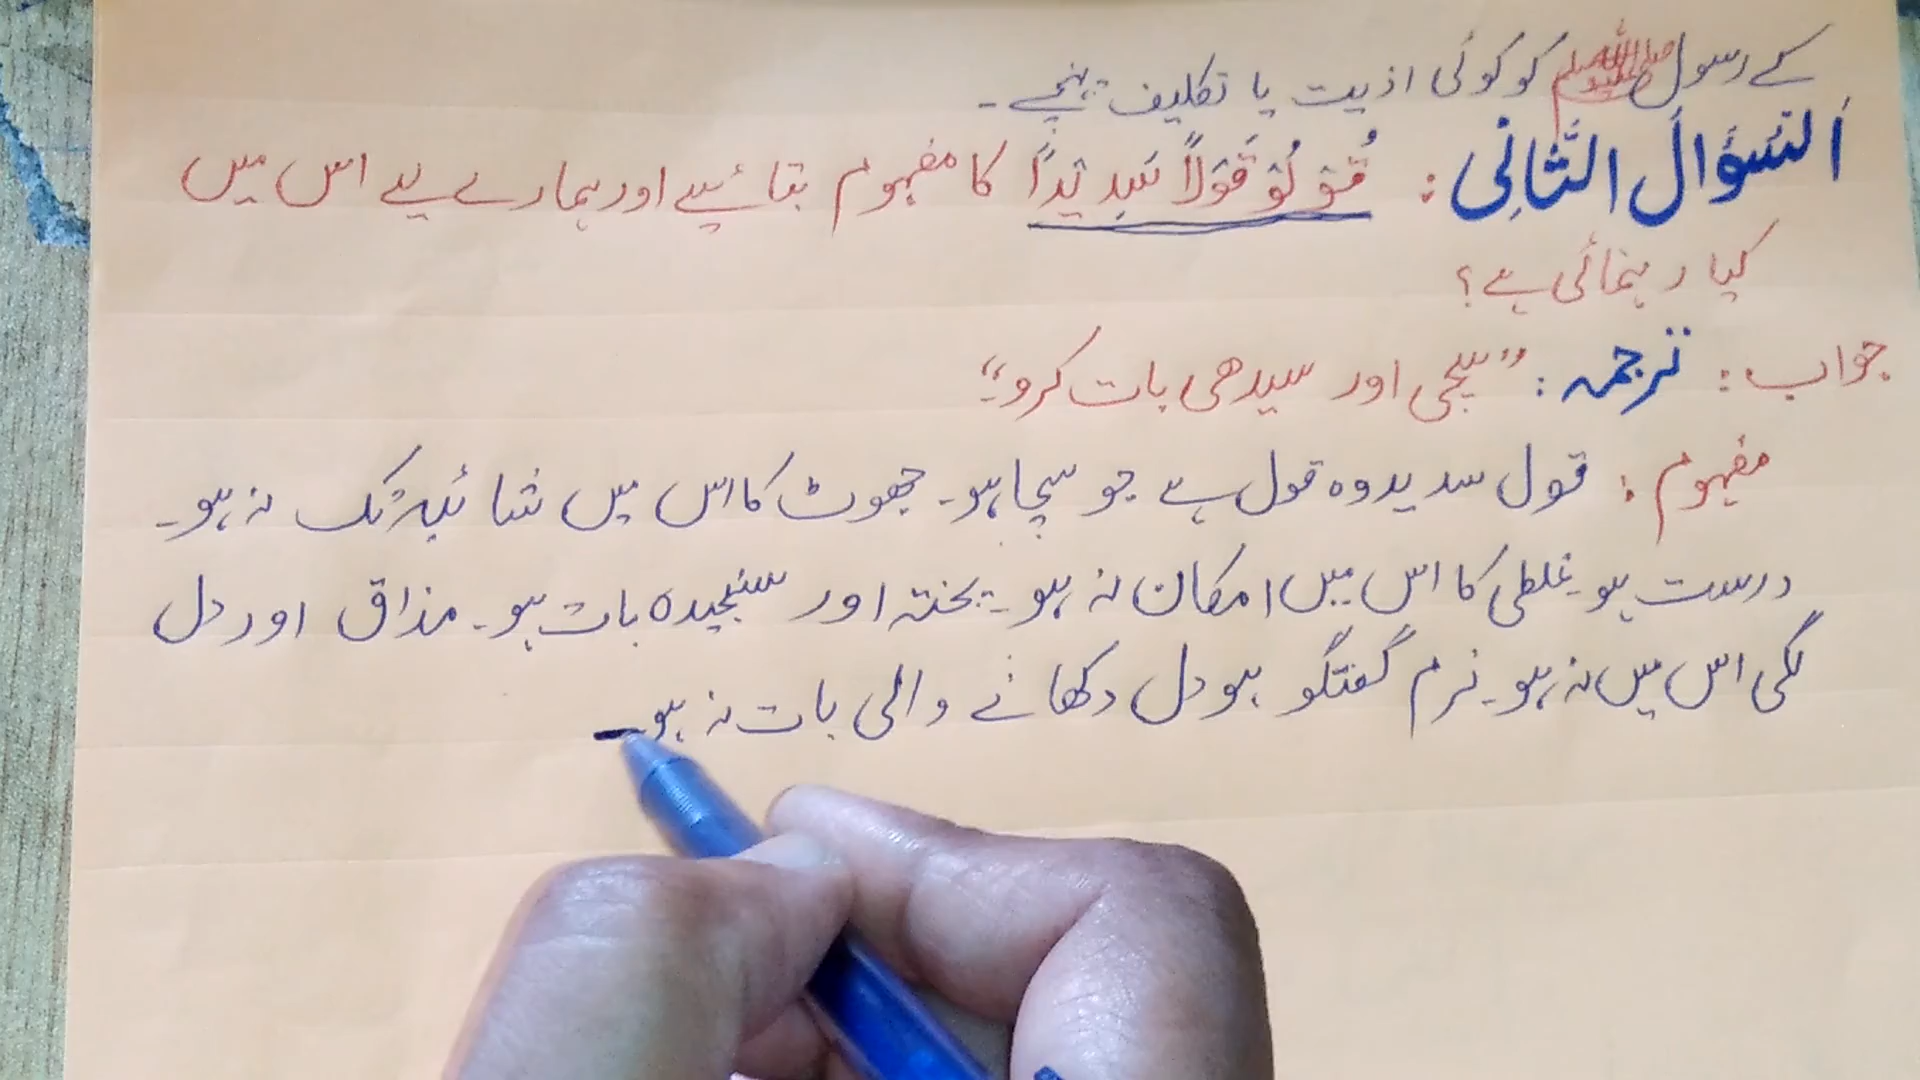 کے رسول ﷺ کو کوئی اذیت یا تکلیف پہنچے۔
اَلسَّؤالَ الثَّانِی : قُوْلُوْ قَوْلاً سَدِیْداً کا مفہوم بتائیے اور ہمارے لیے اس میں
کیا رہنمائی ہے؟
جواب : ترجمہ : ”سچی اور سیدھی بات کرو“۔
مفہوم : قول سدید وہ قول ہے جو سچا ہو۔ جھوٹ کا اس میں شائبہ تک نہ ہو۔
درست ہو۔ غلطی کا اس میں امکان نہ ہو۔ پختہ اور سنجیدہ بات ہو۔ مذاق اور دل
لگی اس میں نہ ہو۔ نرم گفتگو ہو دل دکھانے والی بات نہ ہو۔